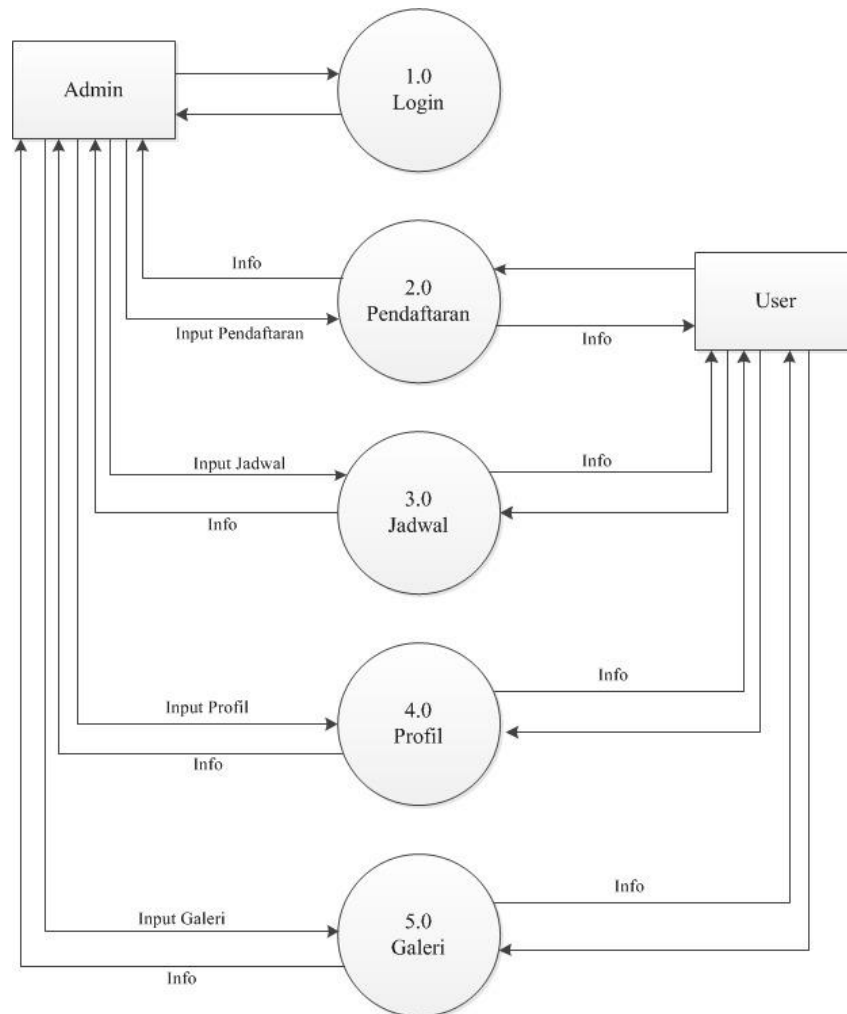 Admin
1.0
Login
Info
2.0
Pendaftaran
User
Input Pendaftaran
Info
Input Jadwal
Info
3.0
Jadwal
Info
Info
4.0
Profil
Input Profil
Info
Info
5.0
Galeri
Input Galeri
Info